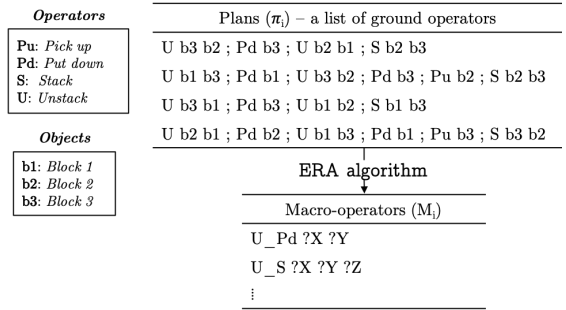 Operators
Pu: Pick up
Pd: Put down
S: Stack
U: Unstack
Objects
b1: Block 1
b2: Block 2
b3: Block 3
Plans (πi) – a list of ground operators
U b3 b2 ; Pd b3 ; U b2 b1 ; S b2 b3
U b1 b3 ; Pd b1 ; U b3 b2 ; Pd b3 ; Pu b2 ; S b2 b3
U b3 b1 ; Pd b3 ; U b1 b2 ; S b1 b3
U b2 b1 ; Pd b2 ; U b1 b3 ; Pd b1 ; Pu b3 ; S b3 b2
ERA algorithm
Macro-operators (Mi)
U_Pd ?X ?Y
U_S ?X ?Y ?Z
⋮